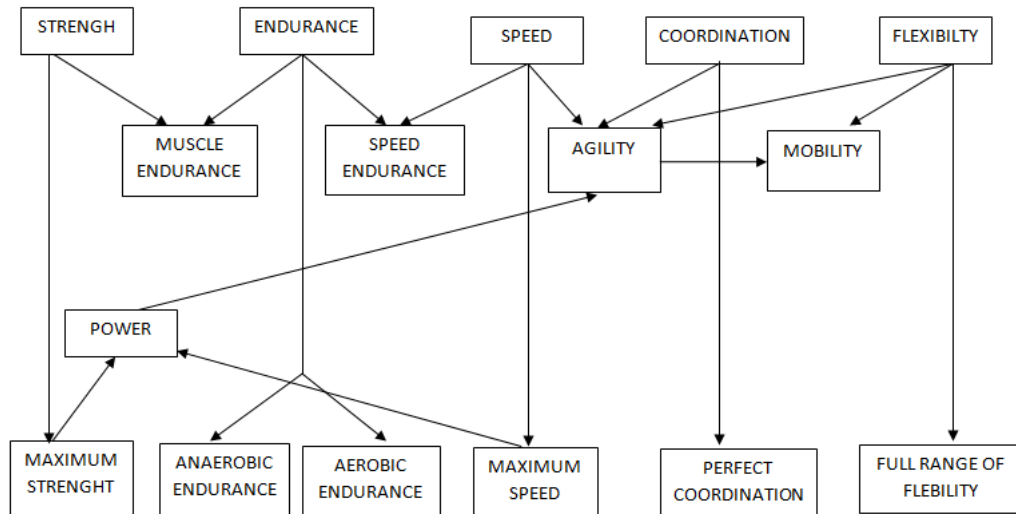 STRENGH
ENDURANCE
SPEED
COORDINATION
FLEXIBILTY
MUSCLE
ENDURANCE
SPEED
ENDURANCE
AGILITY
MOBILITY
POWER
MAXIMUM
STRENGHT
ANAEROBIC
ENDURANCE
AEROBIC
ENDURANCE
MAXIMUM
SPEED
PERFECT
COORDINATION
FULL RANGE OF
FLEBILITY